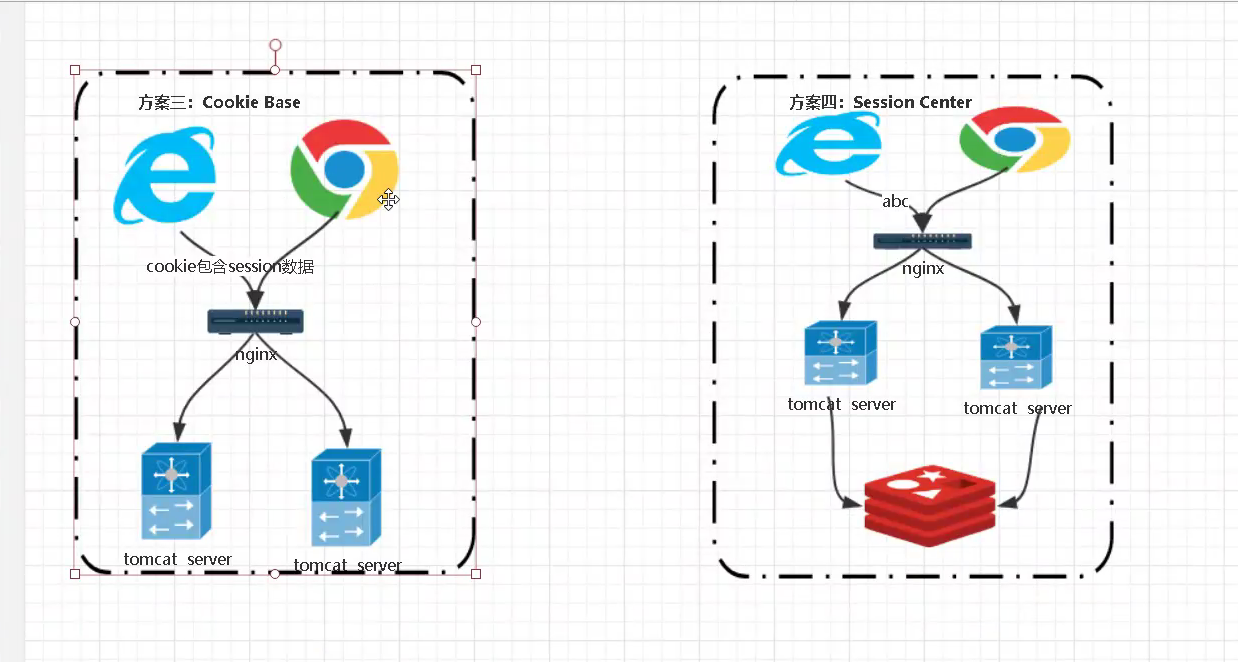 方案三：Cookie Base
cookie包含session数据
nginx
tomcat server
tomcat server
方案四：Session Center
abc
nginx
tomcat server
tomcat server